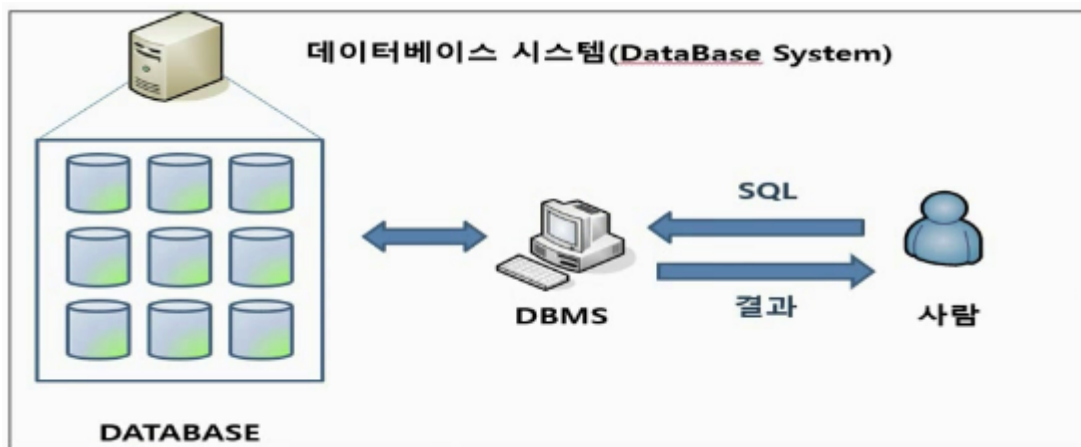 데이터베이스 시스템(DataBase System)
SQL
DBMS
결과
사람
DATABASE